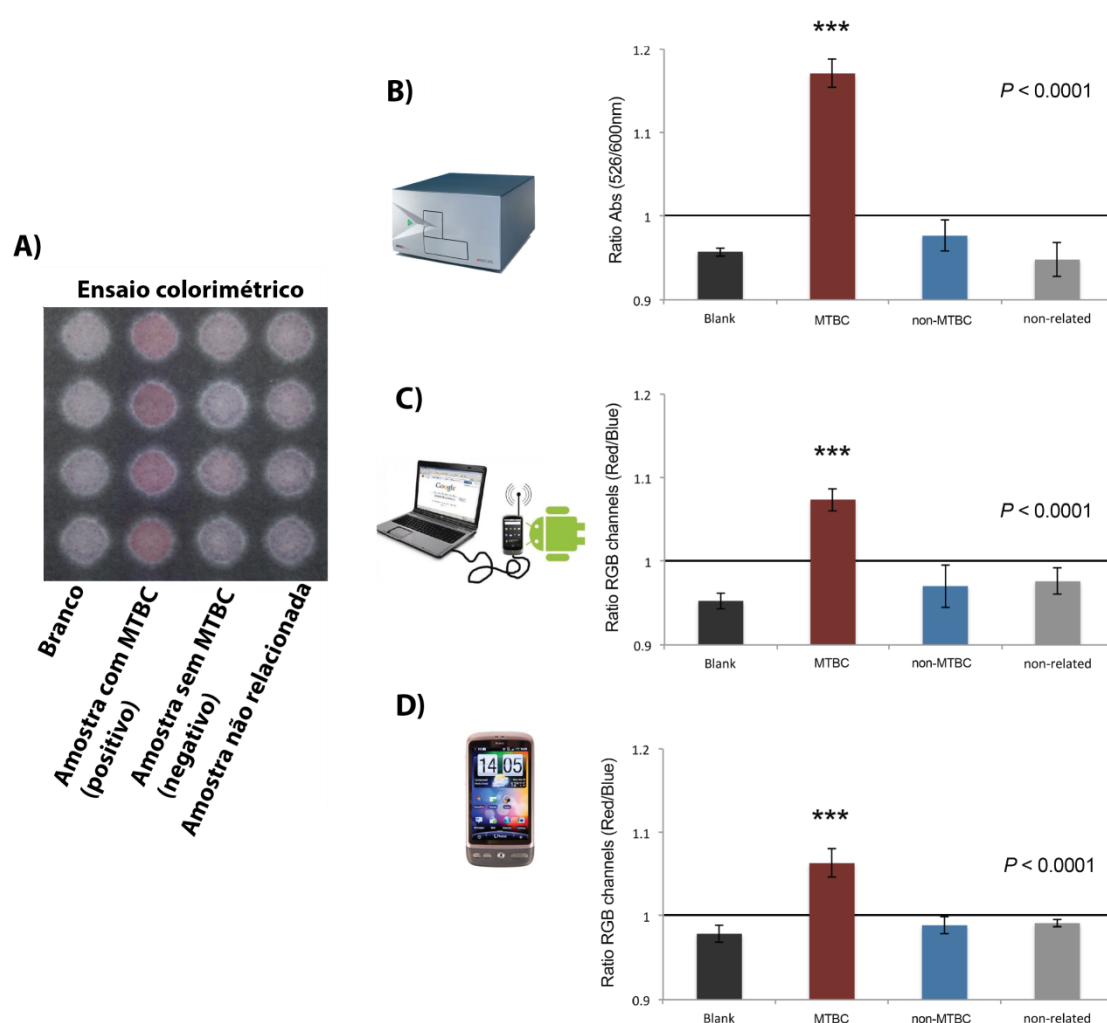 A)
Ensaio colorimétrico
Branco
Amostra com MTBC
(positivo)
Amostra sem MTBC
(negativo)
Amostra não relacionada
B)
***
P < 0.0001
Ratio Abs (526/600nm)
1.2
1.1
1
0.9
Blank
MTBC
non-MTBC
non-related
C)
Google
***
P < 0.0001
Ratio RGB channels (Red/Blue)
1.2
1.1
1
0.9
Blank
MTBC
non-MTBC
non-related
D)
14 05
***
P < 0.0001
Ratio RGB channels (Red/Blue)
1.2
1.1
1
0.9
Blank
MTBC
non-MTBC
non-related